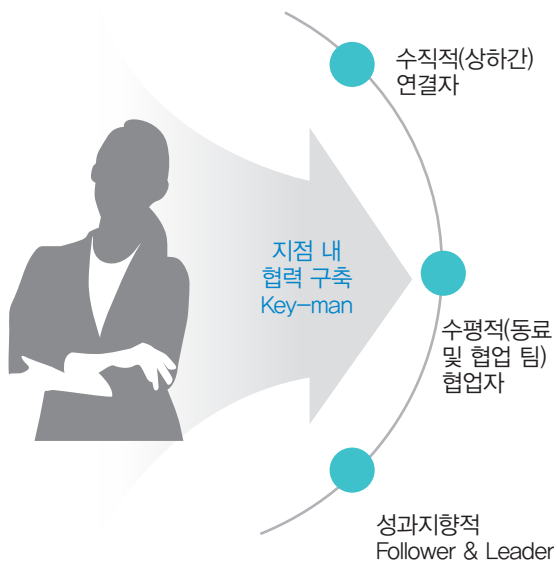 수직적(상하간)
연결자
지점 내
협력 구축
Key-man
수평적(동료
및 협업 팀)
협업자
성과지향적
Follower & Leader